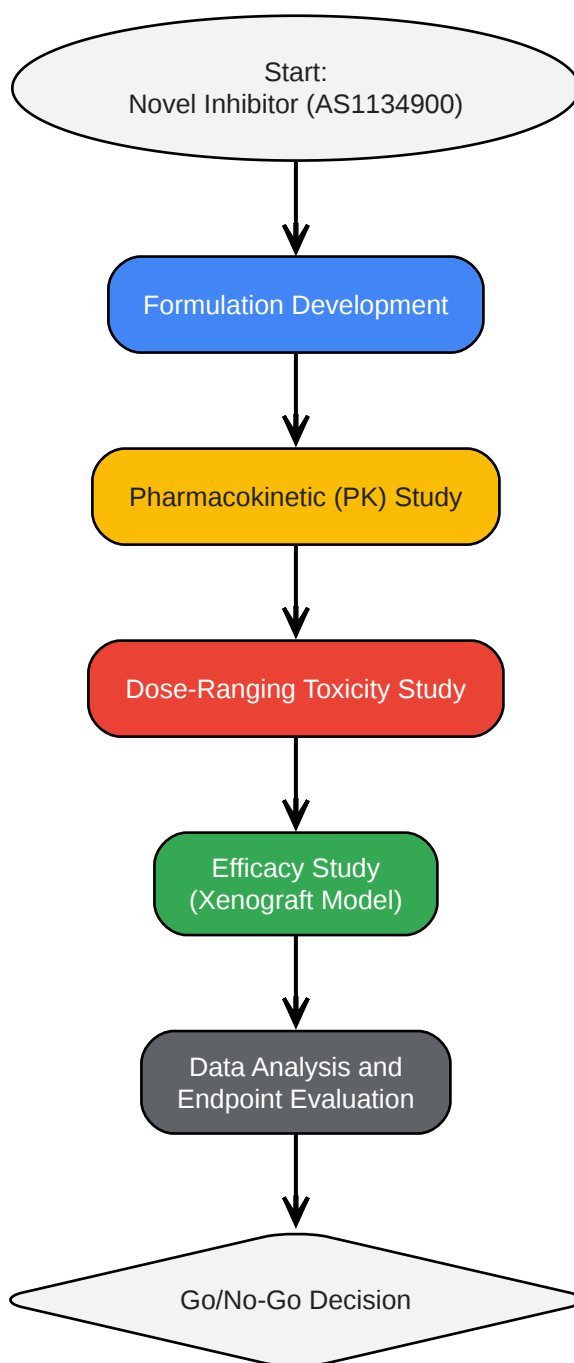 Start:
Novel Inhibitor (AS1134900)
Formulation Development
Pharmacokinetic (PK) Study
Dose-Ranging Toxicity Study
Efficacy Study
(Xenograft Model)
Data Analysis and
Endpoint Evaluation
Go/No-Go Decision